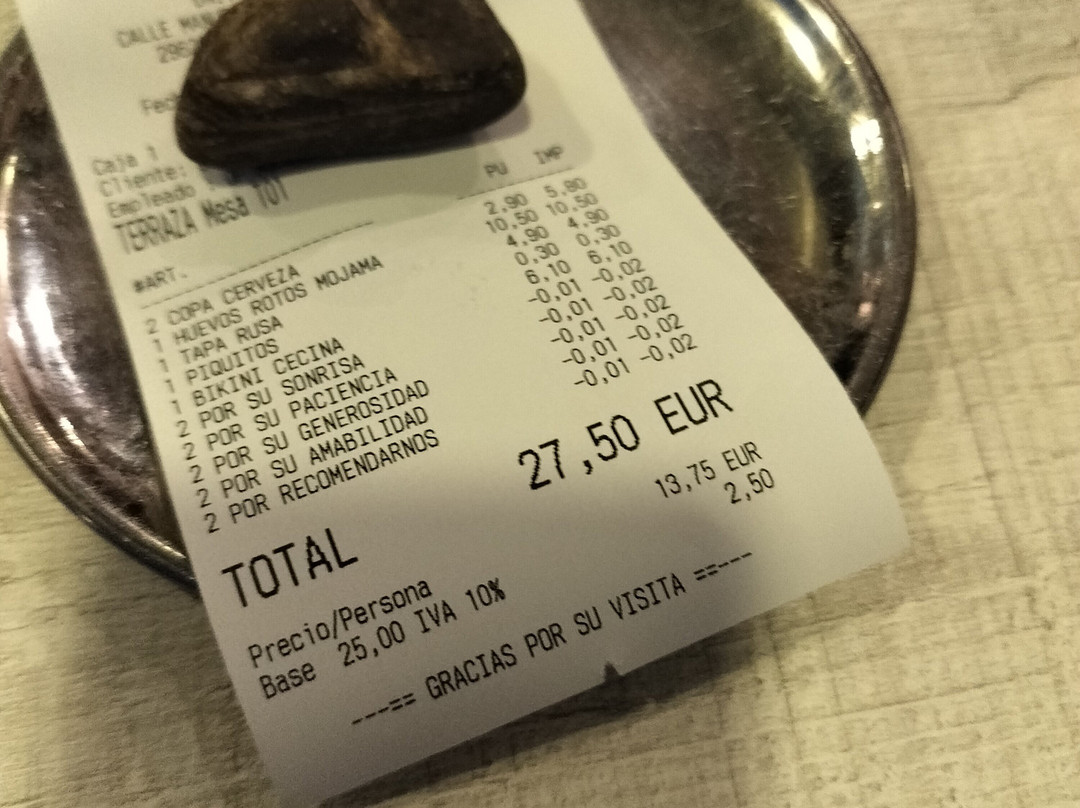 CALLE
Caja 1
Cliente:
Empleado
TERRAZA Mesa 101
#ART. PU IMP
2 COPA CERVEZA 2,90 5,80
1 HUEVOS ROTOS MOJAMA 10,50 10,50
1 TAPA RUSA 4,90 4,90
1 PIQUITOS 0,30 0,30
1 BIKINI CECINA 6,10 6,10
2 POR SU SONRISA -0,01 -0,02
2 POR SU PACIENCIA -0,01 -0,02
2 POR SU GENEROSIDAD -0,01 -0,02
2 POR SU AMABILIDAD -0,01 -0,02
2 POR RECOMENDARNOS -0,01 -0,02
TOTAL 27,50 EUR
Precio/Persona 13,75 EUR
Base 25,00 IVA 10% 2,50
---== GRACIAS POR SU VISITA ==---